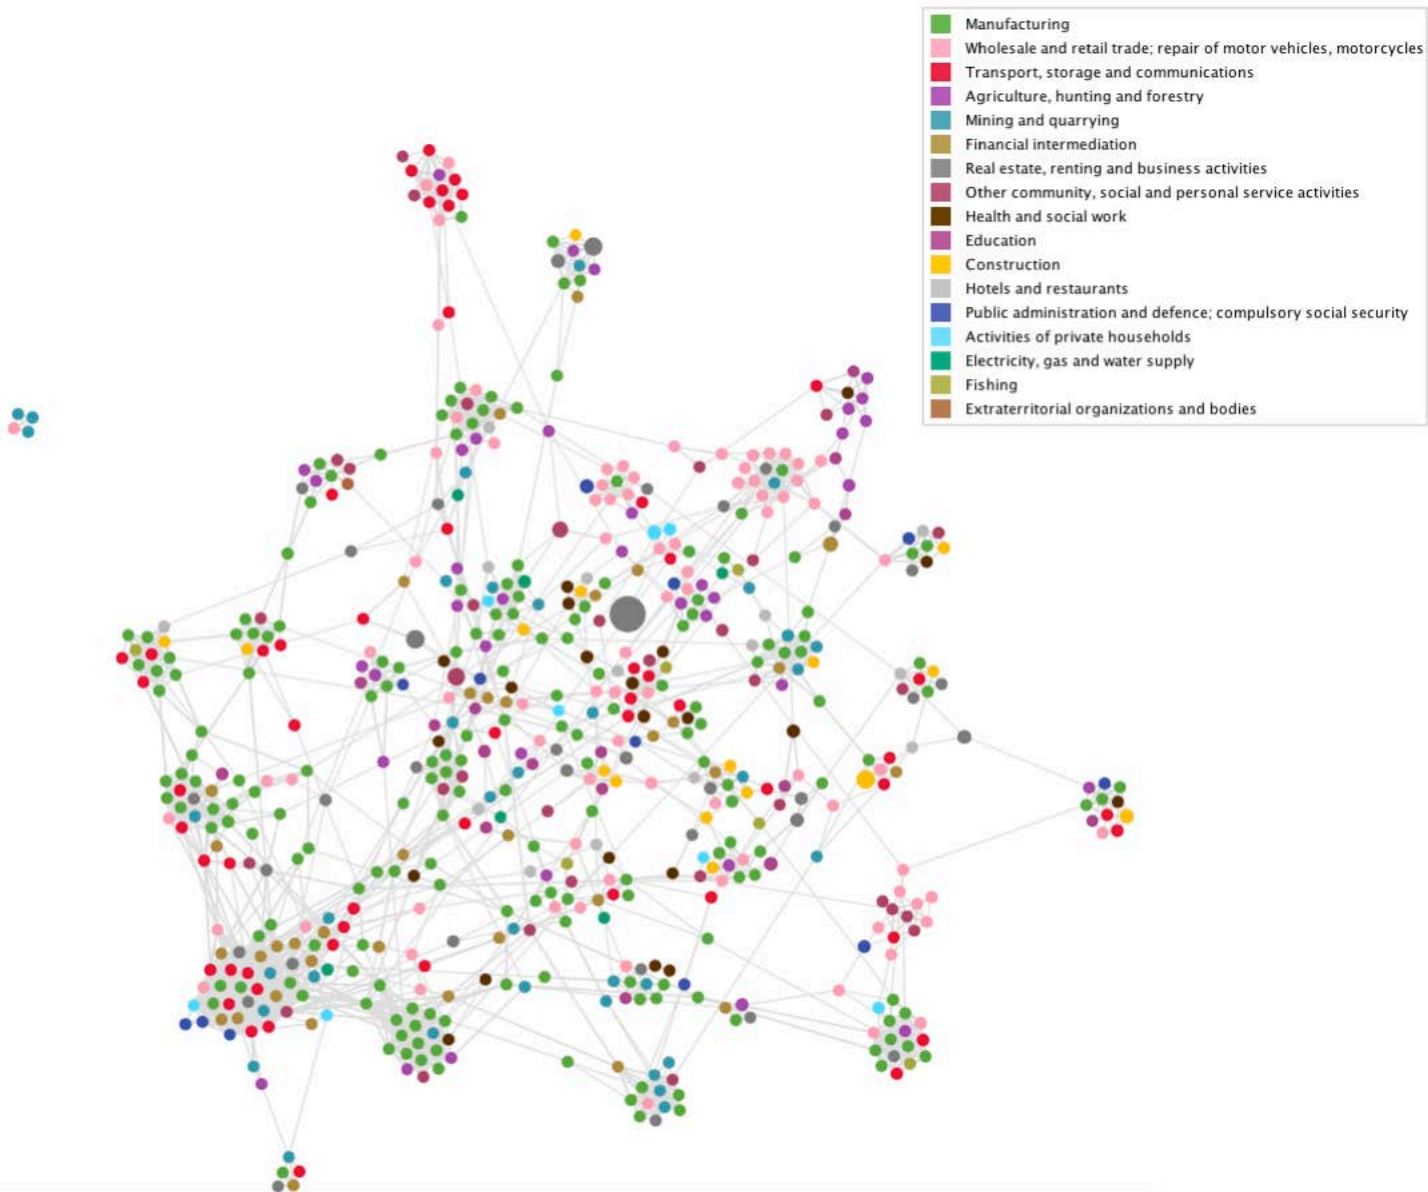 Manufacturing
Wholesale and retail trade; repair of motor vehicles, motorcycles
Transport, storage and communications
Agriculture, hunting and forestry
Mining and quarrying
Financial intermediation
Real estate, renting and business activities
Other community, social and personal service activities
Health and social work
Education
Construction
Hotels and restaurants
Public administration and defence; compulsory social security
Activities of private households
Electricity, gas and water supply
Fishing
Extraterritorial organizations and bodies